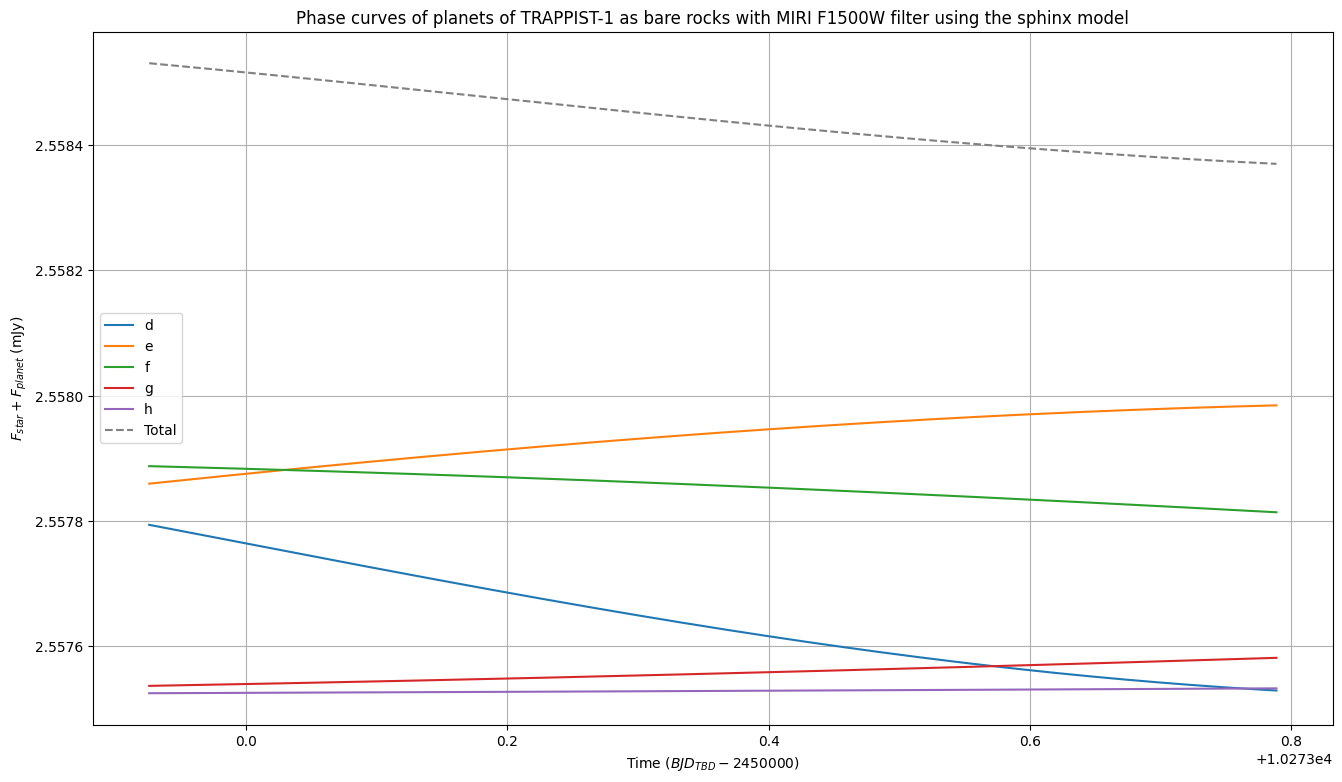 Phase curves of planets of TRAPPIST-1 as bare rocks with MIRI F1500W filter using the sphinx model
2.5584
2.5582
2.5580
2.5578
2.5576
F_{star} + F_{planet} (mJy)
d
e
f
g
h
Total
0.0
0.2
0.4
0.6
0.8
+1.0273e4
Time (BJD_{TBD} − 2450000)